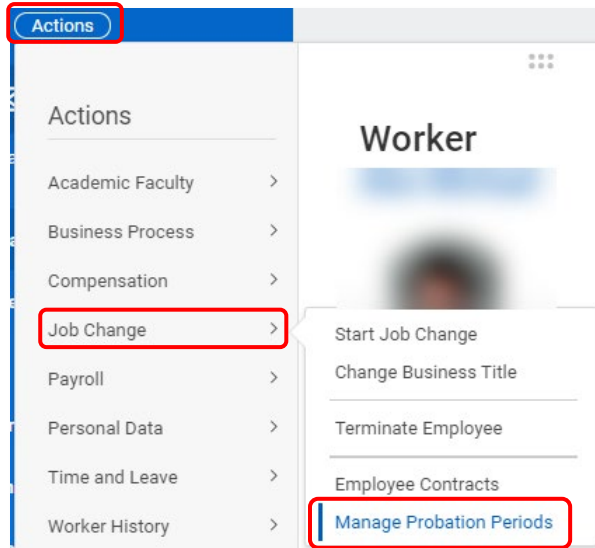 Actions
Actions
Academic Faculty
Business Process
Compensation
Job Change
Payroll
Personal Data
Time and Leave
Worker History
Worker
Start Job Change
Change Business Title
Terminate Employee
Employee Contracts
Manage Probation Periods